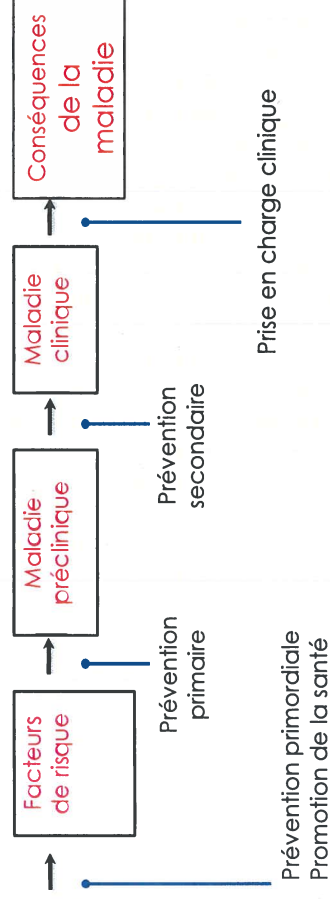 Facteurs
de risque
Maladie
préclinique
Maladie
clinique
Conséquences
de la
maladie
Prévention primordiale
Promotion de la santé
Prévention
primaire
Prévention
secondaire
Prise en charge clinique